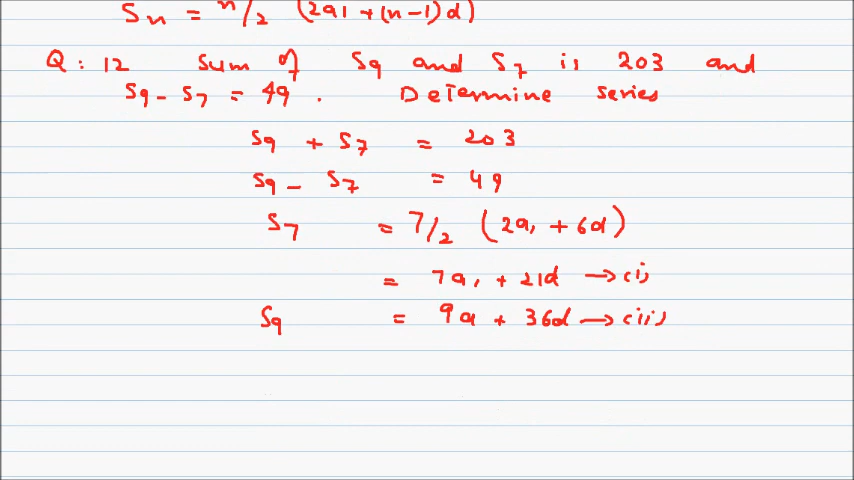 Sn = n/2 (2a1 + (n-1)d)
Q: 12 Sum of S9 and S7 is 203 and
S9 - S7 = 49. Determine series
S9 + S7 = 203
S9 - S7 = 49
S7 = 7/2 (2a1 + 6d)
= 7a1 + 21d → (i)
S9 = 9a + 36d → (ii)